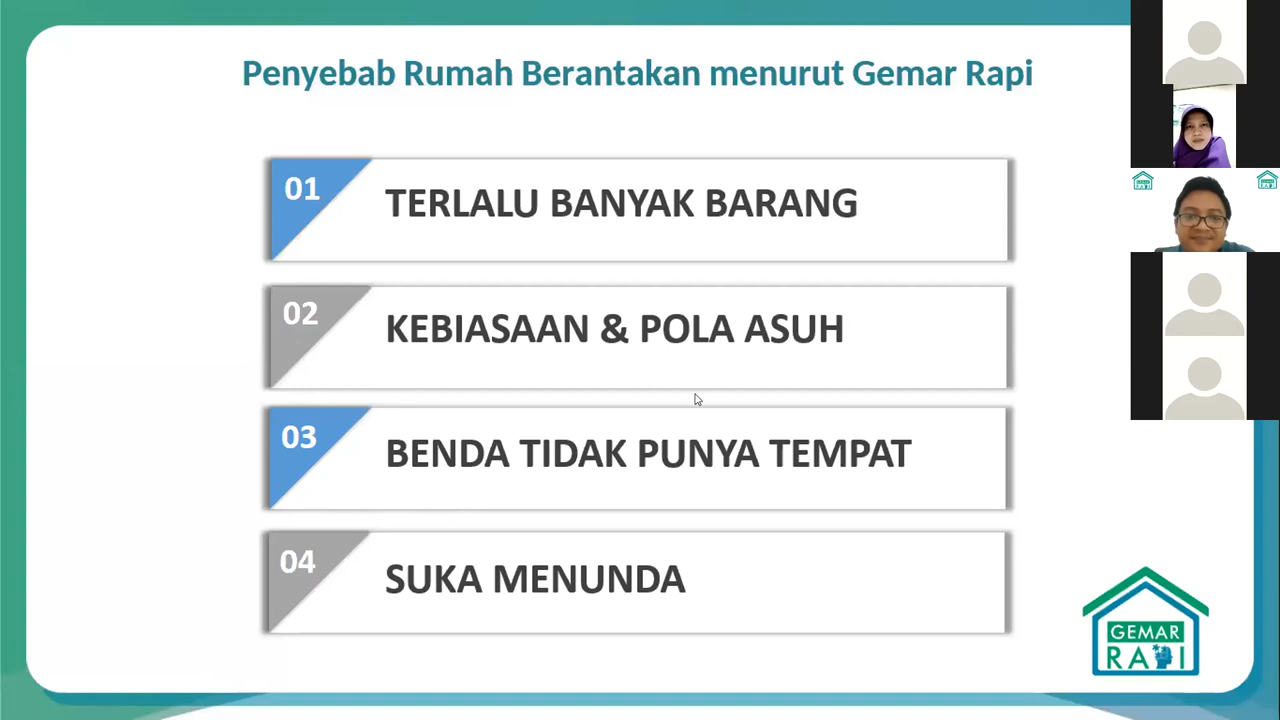 Penyebab Rumah Berantakan menurut Gemar Rapi
01
TERLALU BANYAK BARANG
02
KEBIASAAN & POLA ASUH
03
BENDA TIDAK PUNYA TEMPAT
04
SUKA MENUNDA
GEMAR
RAPI